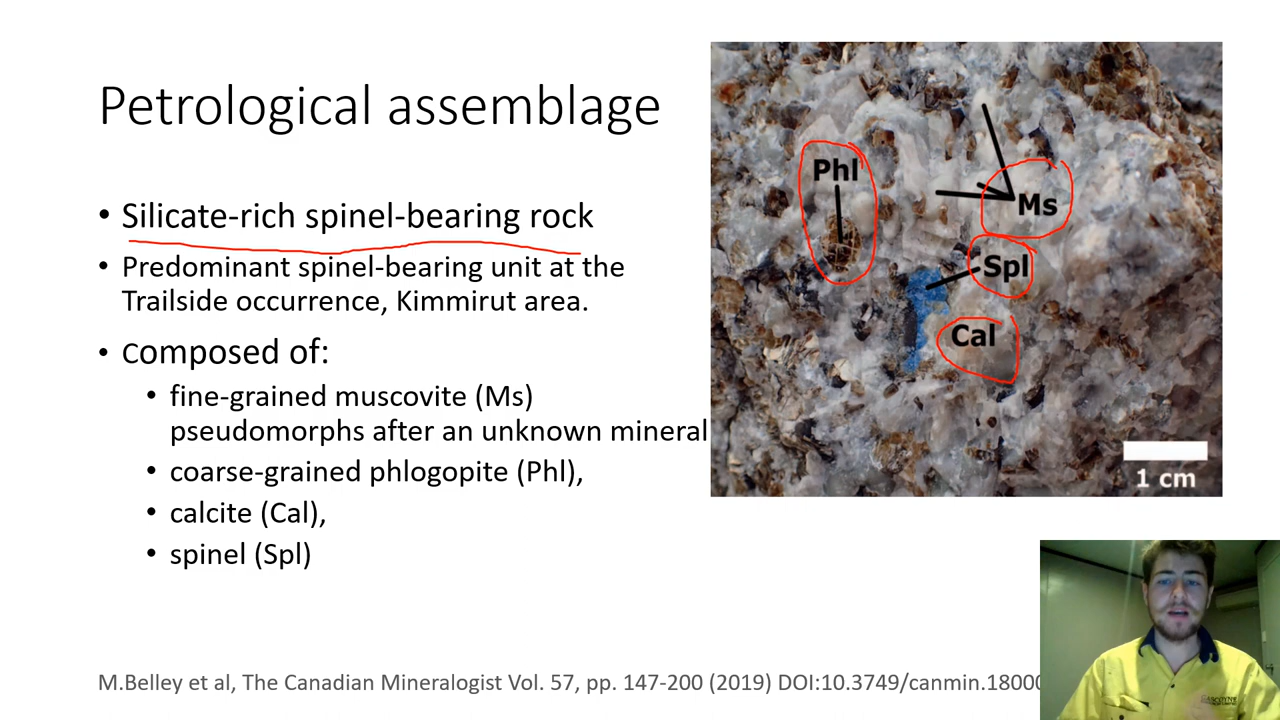 Petrological assemblage
• Silicate-rich spinel-bearing rock
• Predominant spinel-bearing unit at the
Trailside occurrence, Kimmirut area.
• Composed of:
• fine-grained muscovite (Ms)
pseudomorphs after an unknown mineral
• coarse-grained phlogopite (Phl),
• calcite (Cal),
• spinel (Spl)
Phl
Ms
Spl
Cal
1 cm
M.Belley et al, The Canadian Mineralogist Vol. 57, pp. 147-200 (2019) DOI:10.3749/canmin.1800